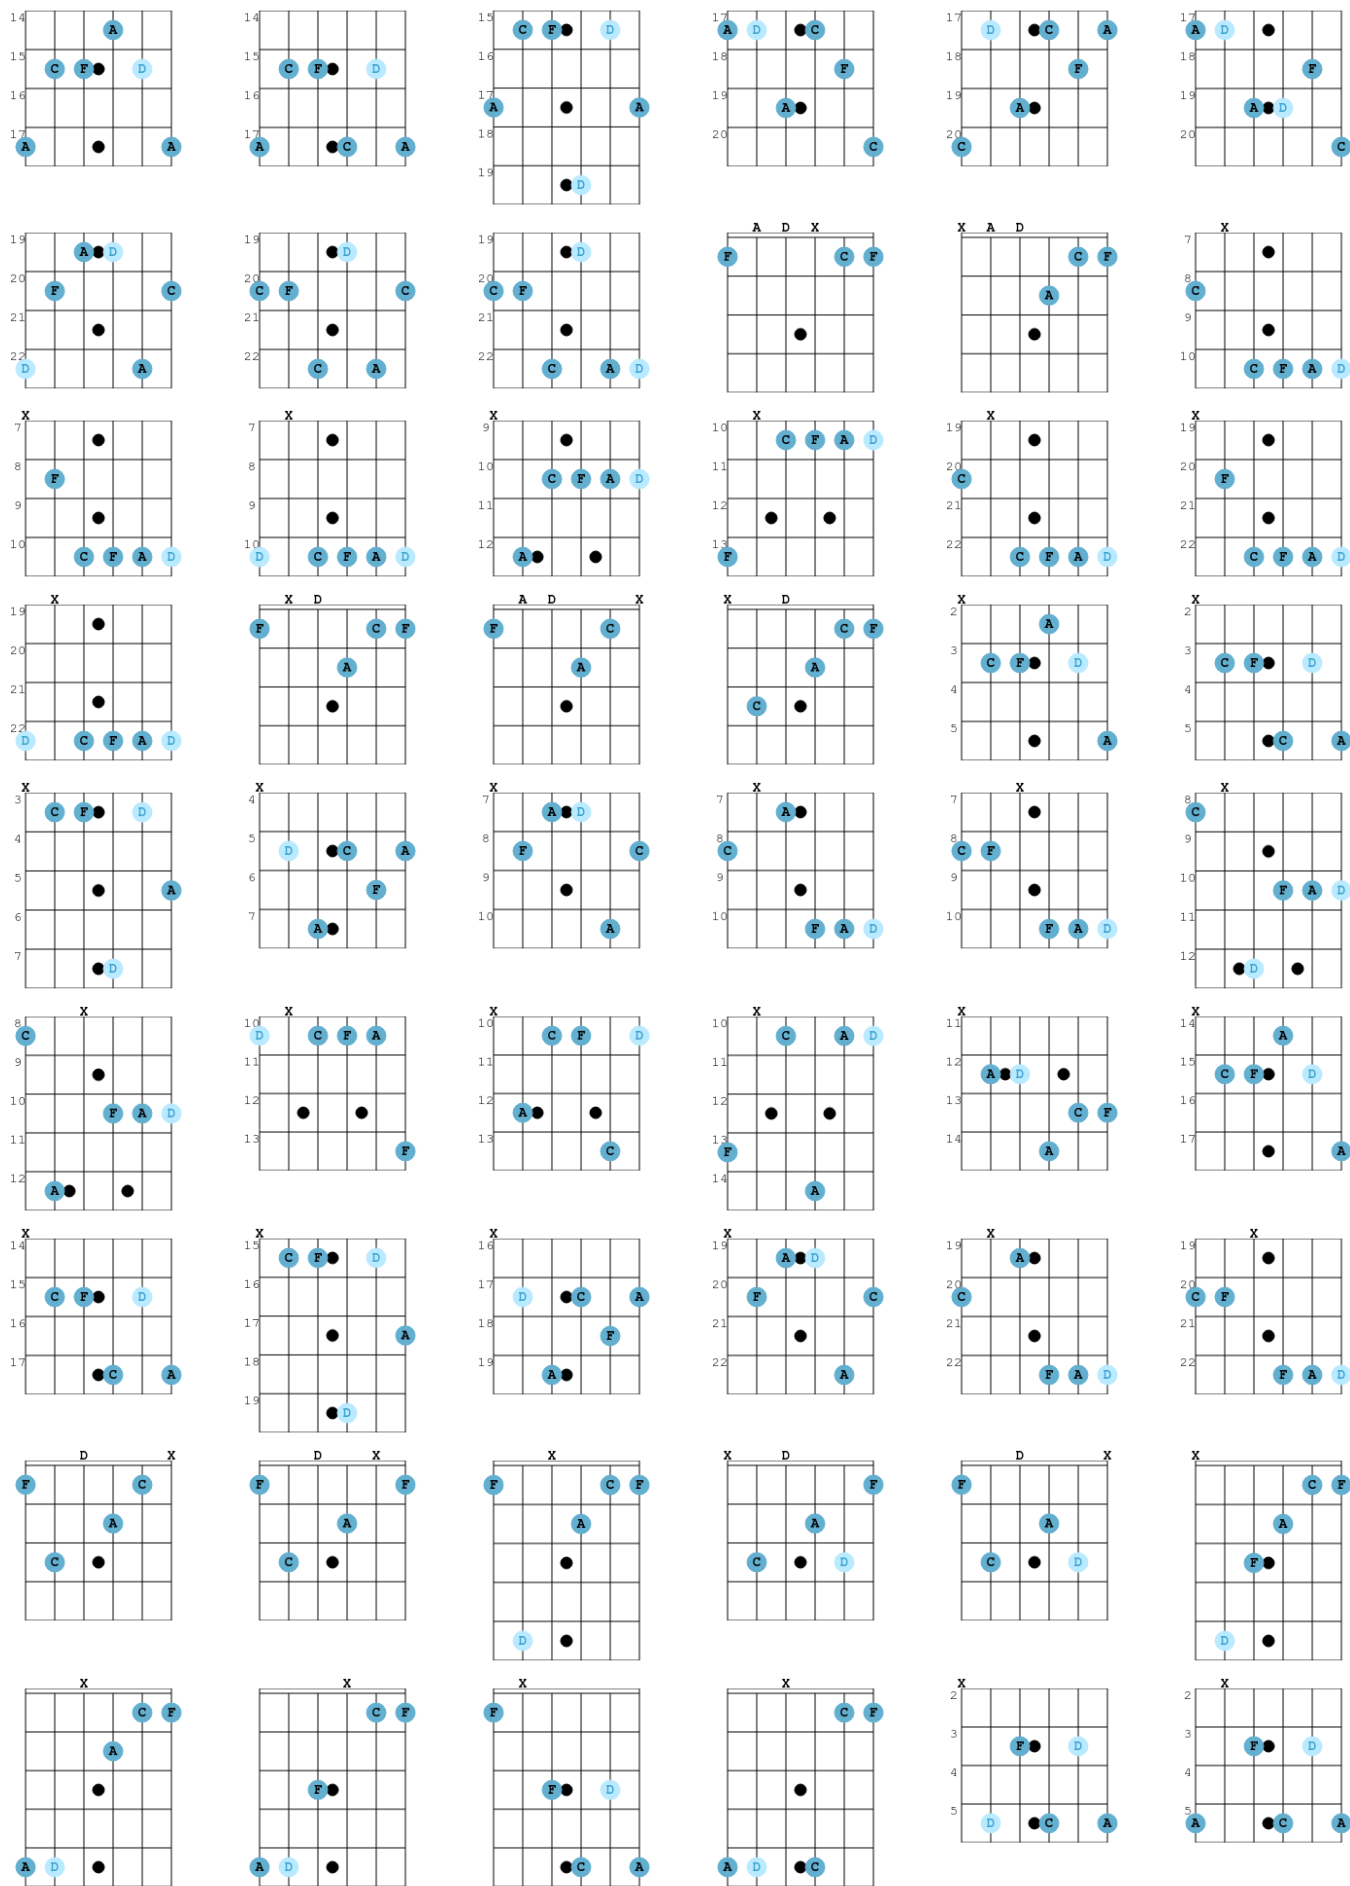 14 14 15 17 17 17
A C F D A D C D C A A D
15 15 16 18 18 18
C F D C F D F F F
16 16 17 19 19 19
A A A A A D
17 17 18 20 20 20
A A A C A C C C
19
D
A D X X A D X
19 19 19 7
A D D D F C F C F
20 20 20 8
F C C F C C F A C
21 21 21 9
22 22 22 10
D A C A C A D C F A D
X X X X X X
7 7 9 10 19 19
C F A D
8 8 10 11 20 20
F C F A D C F
9 9 11 12 21 21
10 10 12 13 22 22
C F A D D C F A D A F C F A D C F A D
X X D A D X X D X X
19 2 2
F C F F C C F A
20 3 3
A A A C F D C F D
21 4 4
C
22 5 5
D C F A D A C A
X X X X X X
3 4 7 7 7 8
C F D A D A C
4 5 8 8 8 9
D C A F C C C F
5 6 9 9 9 10
A F F A D
6 7 10 10 10 11
A A F A D F A D
7 12
D D
X X X X X X
8 10 10 10 11 14
C D C F A C F D C A D A
9 11 11 11 12 15
A D C F D
10 12 12 12 13 16
F A D A C F
11 13 13 13 14 17
F C F A A
12 14
A A
X X X X X X
14 15 16 19 19 19
C F D A D A
15 16 17 20 20 20
C F D D C A F C C C F
16 17 18 21 21 21
A F
17 18 19 22 22 22
C A A A F A D F A D
19
D
D X D X X X D D X X
F C F F F C F F F C F
A A A A A A
C C C D C D F
D D
X X X X X X
2 2
C F C F F C F
3 3
A F D F D
4 4
F F D
5 5
D C A A C A
A D A D C A A D C